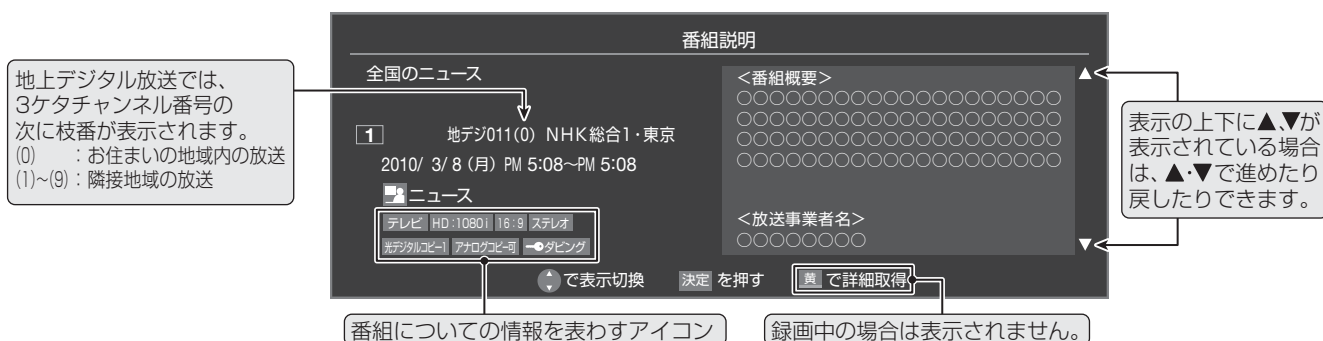 番組説明
地上デジタル放送では、
3ケタチャンネル番号の
次に枝番が表示されます。
(0) :お住まいの地域内の放送
(1)~(9):隣接地域の放送
全国のニュース
1 地デジ011(0) NHK総合1・東京
2010/ 3/ 8 (月) PM 5:08~PM 5:08
ニュース
テレビ HD:1080i 16:9 ステレオ
光デジタルコピー1 アナログコピー可 ダビング
<番組概要>
○○○○○○○○○○○○○○○○○○○○
○○○○○○○○○○○○○○○○○○○○
○○○○○○○○○○○○○○○○○○○○
○○○○○○○○○○○○○○○○○○○○
<放送事業者名>
○○○○○○○○
▲
▼
表示の上下に▲、▼が
表示されている場合
は、▲・▼で進めたり
戻したりできます。
で表示切換 決定 を押す 黄 で詳細取得
番組についての情報を表わすアイコン
録画中の場合は表示されません。